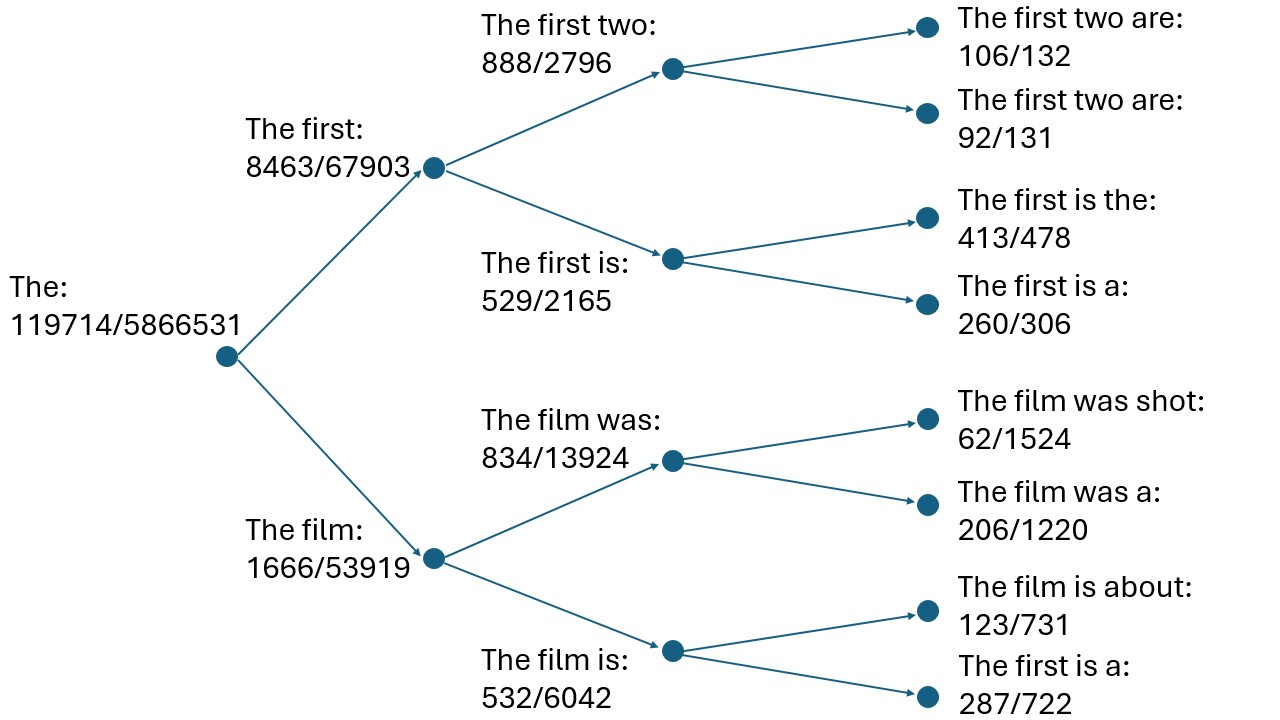 The:
119714/5866531
The first:
8463/67903
The first two:
888/2796
The first two are:
106/132
The first two are:
92/131
The first is:
529/2165
The first is the:
413/478
The first is a:
260/306
The film:
1666/53919
The film was:
834/13924
The film was shot:
62/1524
The film was a:
206/1220
The film is:
532/6042
The film is about:
123/731
The first is a:
287/722